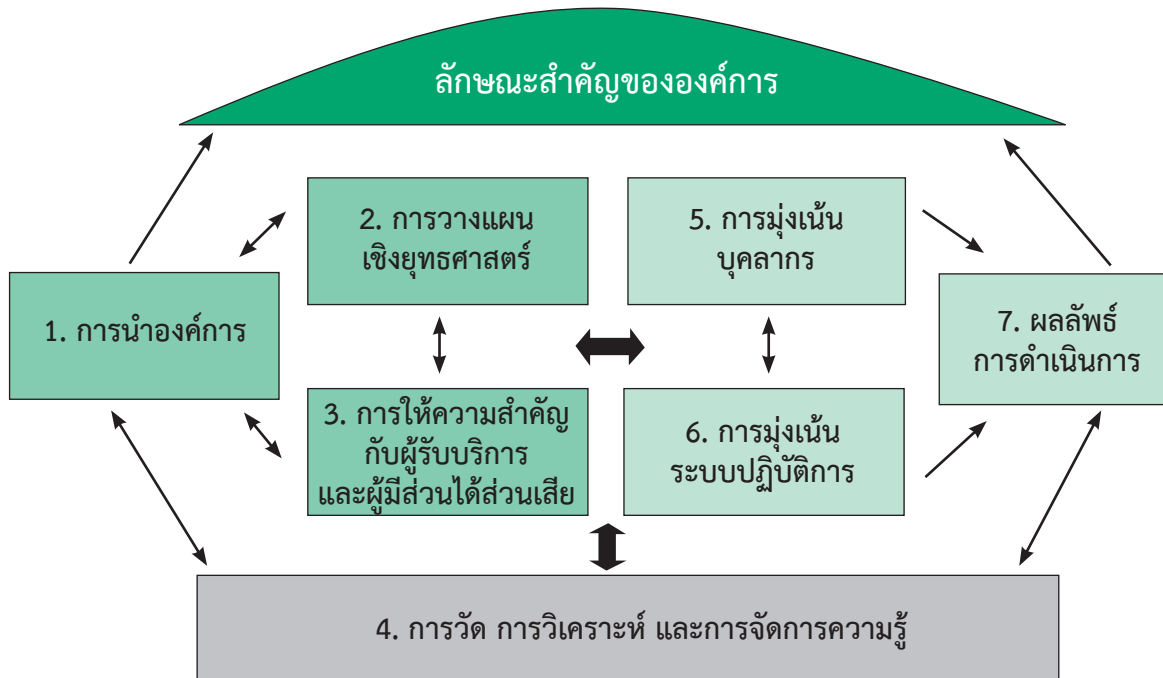 ลักษณะสำคัญขององค์การ
1. การนำองค์การ
2. การวางแผน
เชิงยุทธศาสตร์
3. การให้ความสำคัญ
กับผู้รับบริการ
และผู้มีส่วนได้ส่วนเสีย
5. การมุ่งเน้น
บุคลากร
6. การมุ่งเน้น
ระบบปฏิบัติการ
7. ผลลัพธ์
การดำเนินการ
4. การวัด การวิเคราะห์ และการจัดการความรู้